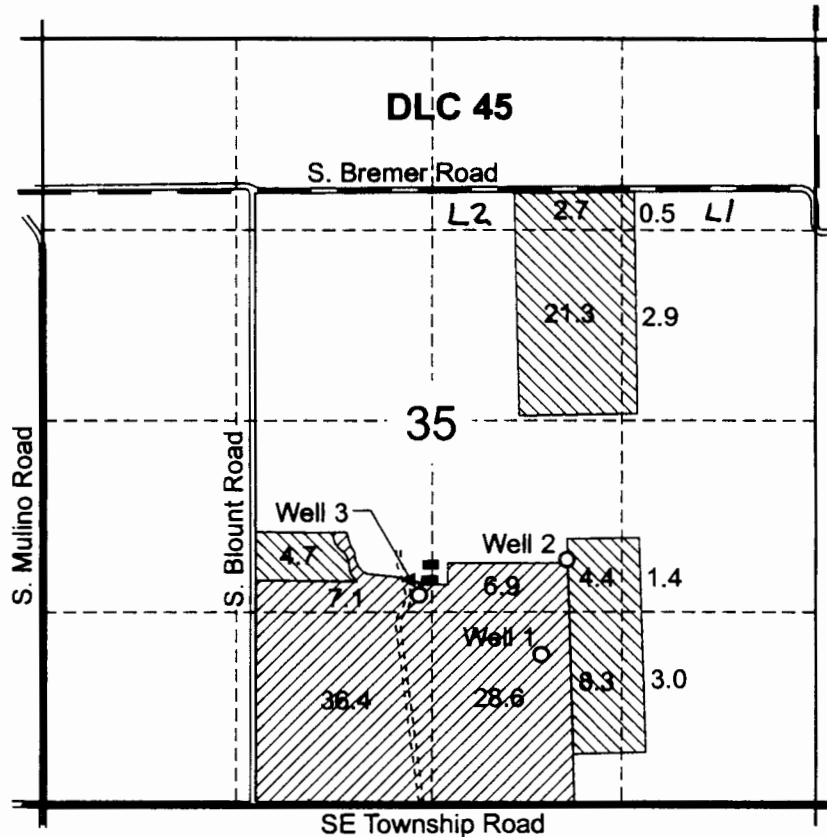 DLC 45
S. Bremer Road
L2
2.7
0.5
L1
21.3
2.9
35
S. Mulino Road
S. Blount Road
Well 3
Well 2
4.7
4.4
1.4
7.1
6.9
Well 1
36.4
28.6
8.3
3.0
SE Township Road